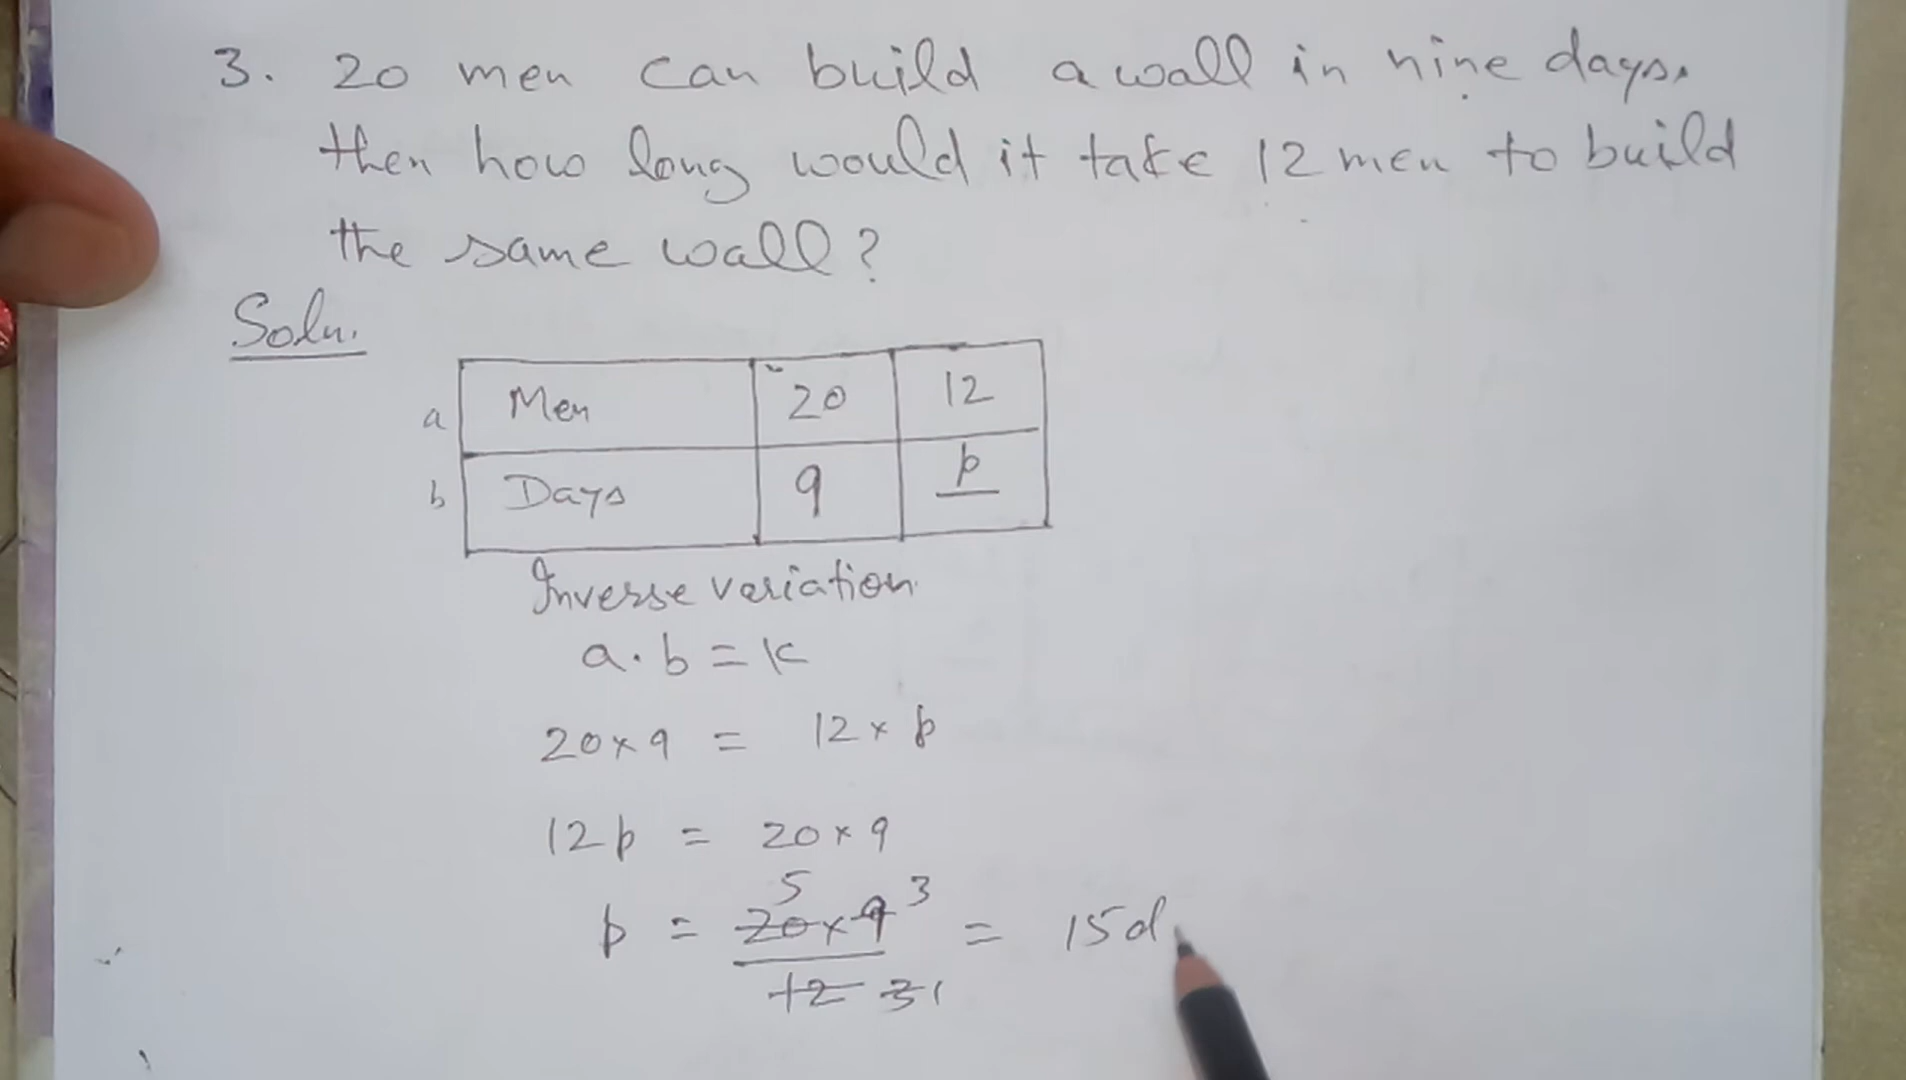 3. 20 men can build a wall in nine days.
then how long would it take 12 men to build
the same wall?
Soln.
a Men 20 12
b Days 9 p
Inverse variation
a·b = k
20×9 = 12×p
12p = 20×9
5 3
p = 20×9 = 15d
12 31